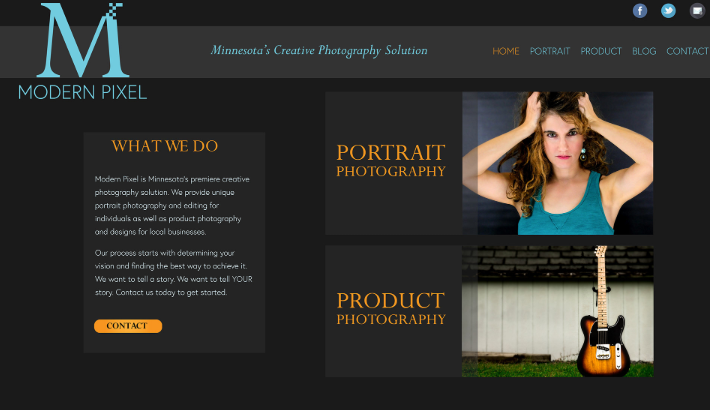 M
MODERN PIXEL
Minnesota's Creative Photography Solution
HOME PORTRAIT PRODUCT BLOG CONTACT
WHAT WE DO
Modern Pixel is Minnesota's premiere creative
photography solution. We provide unique
portrait photography and editing for
individuals as well as product photography
and designs for local businesses.
Our process starts with determining your
vision and finding the best way to achieve it.
We want to tell a story. We want to tell YOUR
story. Contact us today to get started.
CONTACT
PORTRAIT
PHOTOGRAPHY
PRODUCT
PHOTOGRAPHY